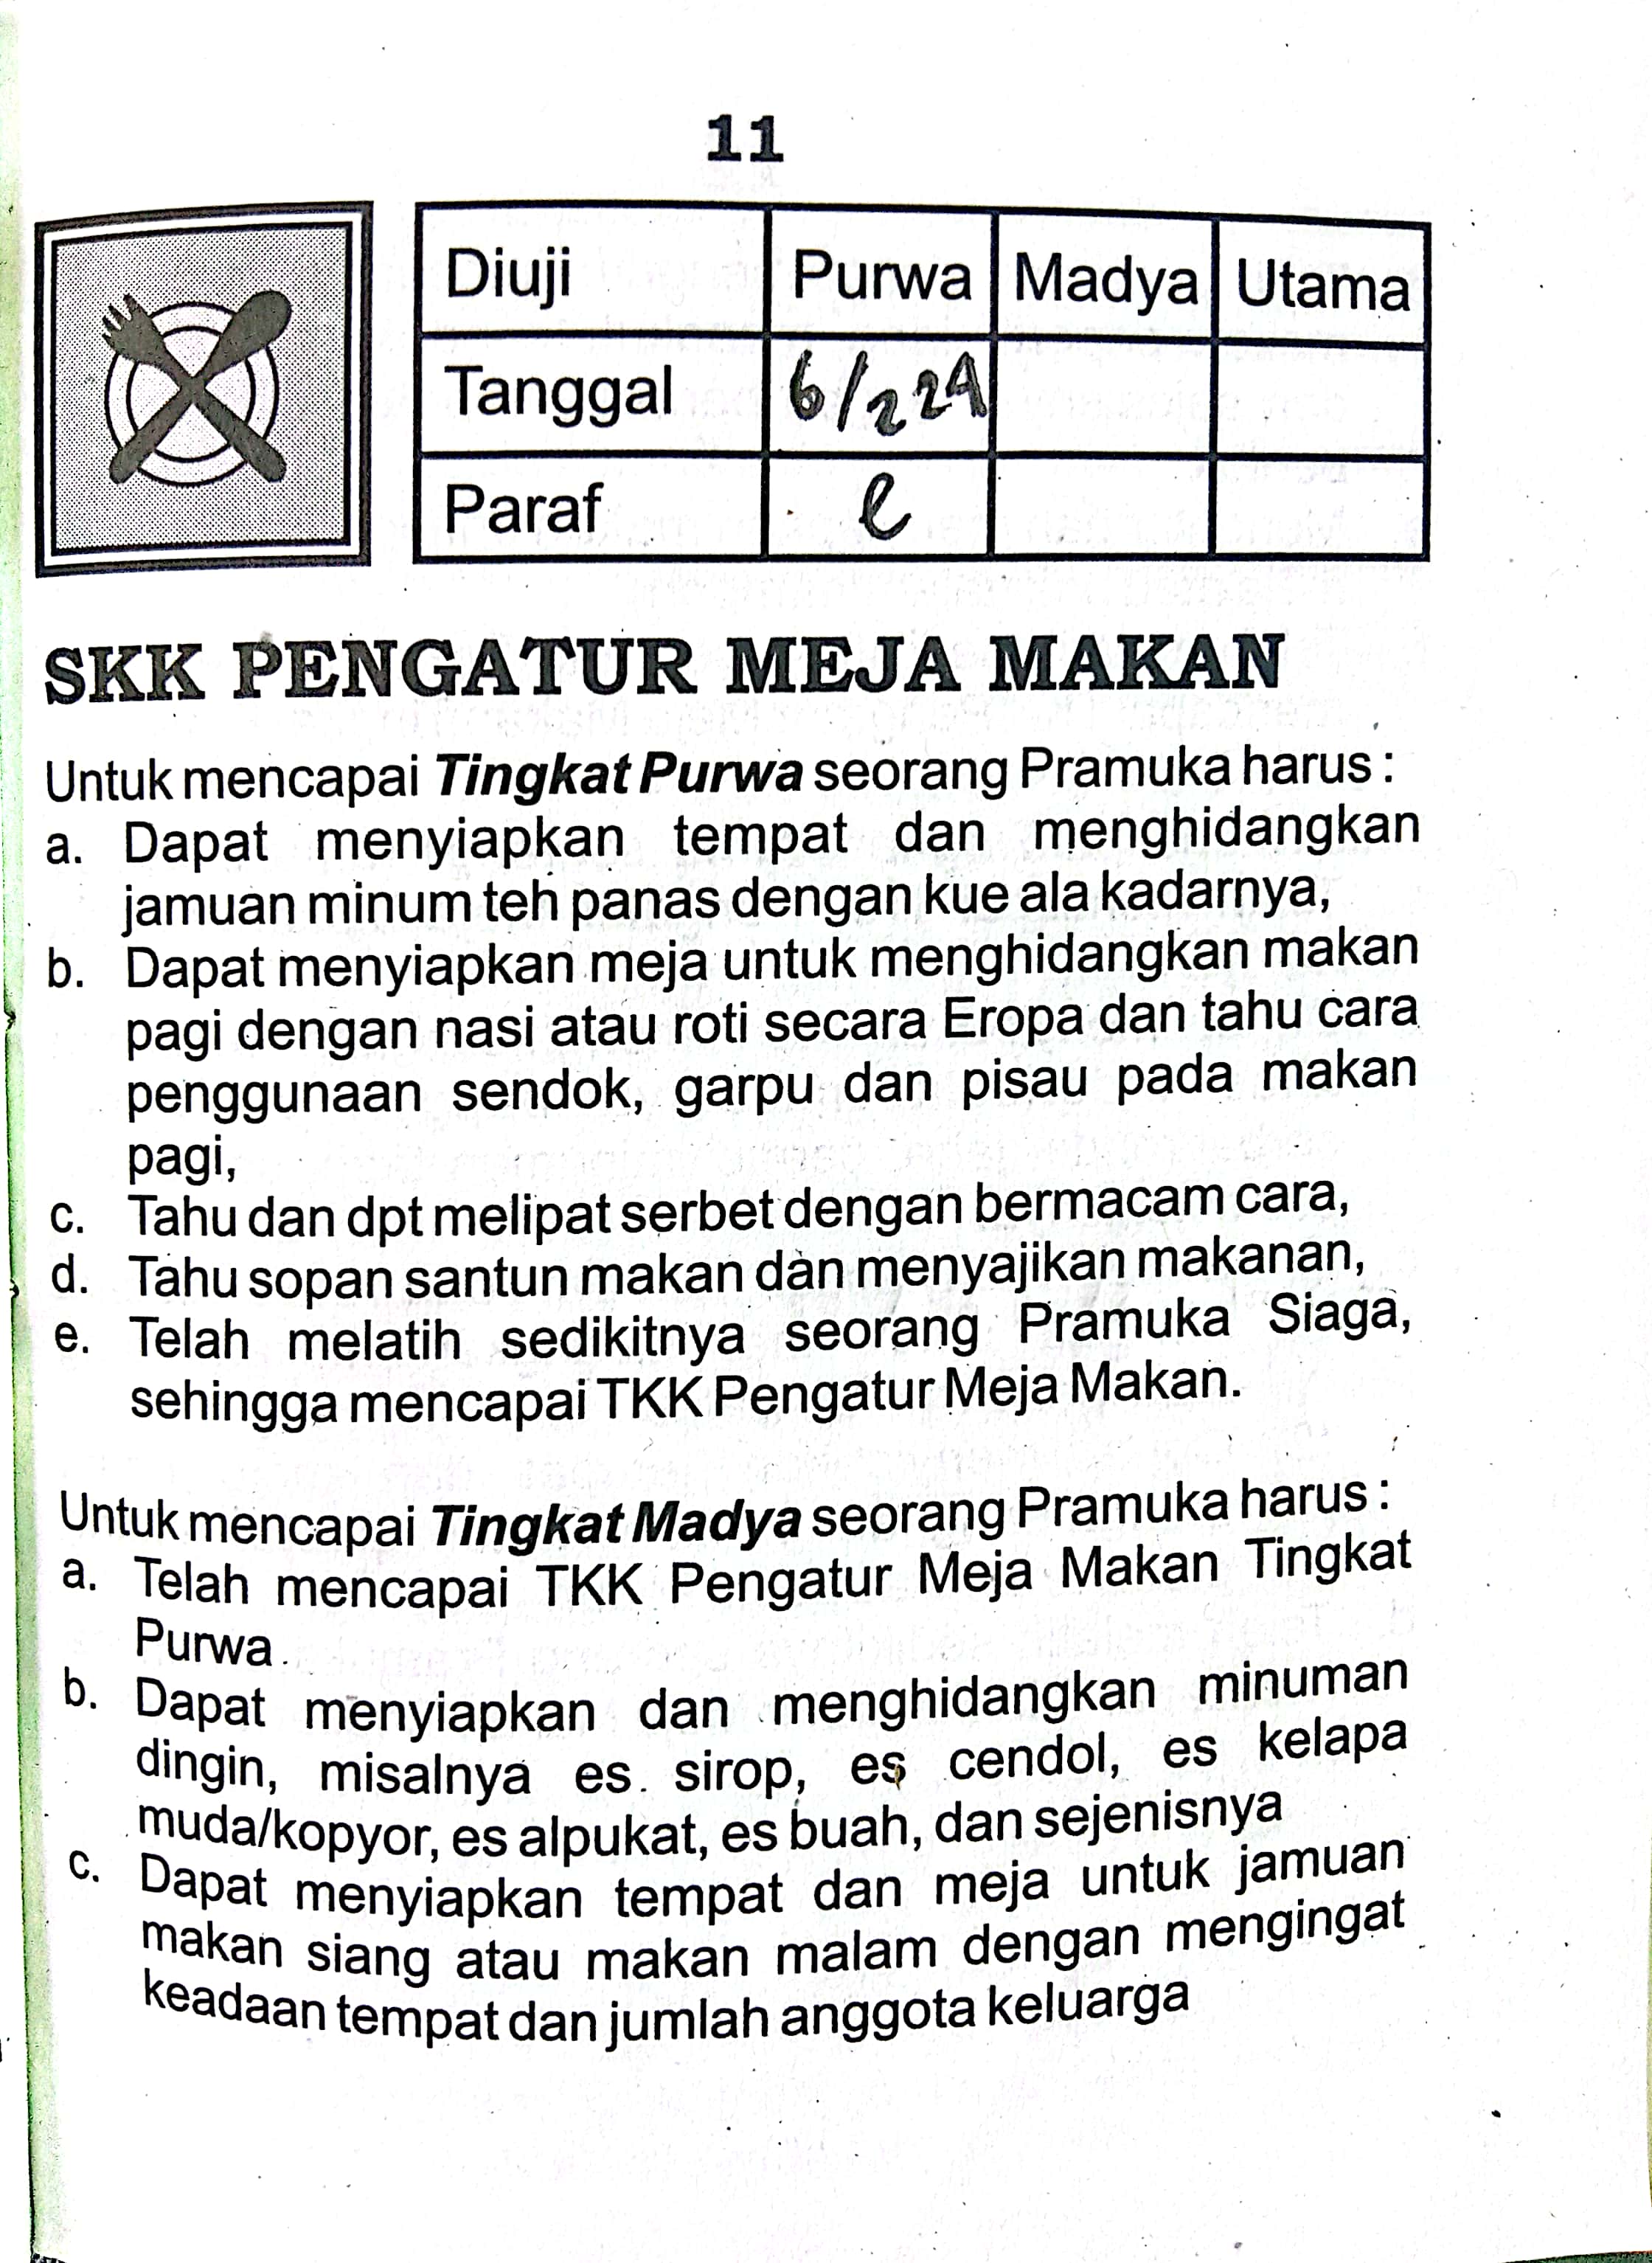 11
Diuji Purwa Madya Utama
Tanggal 6/2 24
Paraf
SKK PENGATUR MEJA MAKAN
Untuk mencapai Tingkat Purwa seorang Pramuka harus :
a. Dapat menyiapkan tempat dan menghidangkan
jamuan minum teh panas dengan kue ala kadarnya,
b. Dapat menyiapkan meja untuk menghidangkan makan
pagi dengan nasi atau roti secara Eropa dan tahu cara
penggunaan sendok, garpu dan pisau pada makan
pagi,
c. Tahu dan dpt melipat serbet dengan bermacam cara,
d. Tahu sopan santun makan dan menyajikan makanan,
e. Telah melatih sedikitnya seorang Pramuka Siaga,
sehingga mencapai TKK Pengatur Meja Makan.
Untuk mencapai Tingkat Madya seorang Pramuka harus :
a. Telah mencapai TKK Pengatur Meja Makan Tingkat
Purwa.
b. Dapat menyiapkan dan menghidangkan minuman
dingin, misalnya es sirop, es cendol, es kelapa
muda/kopyor, es alpukat, es buah, dan sejenisnya
c. Dapat menyiapkan tempat dan meja untuk jamuan
makan siang atau makan malam dengan mengingat
keadaan tempat dan jumlah anggota keluarga